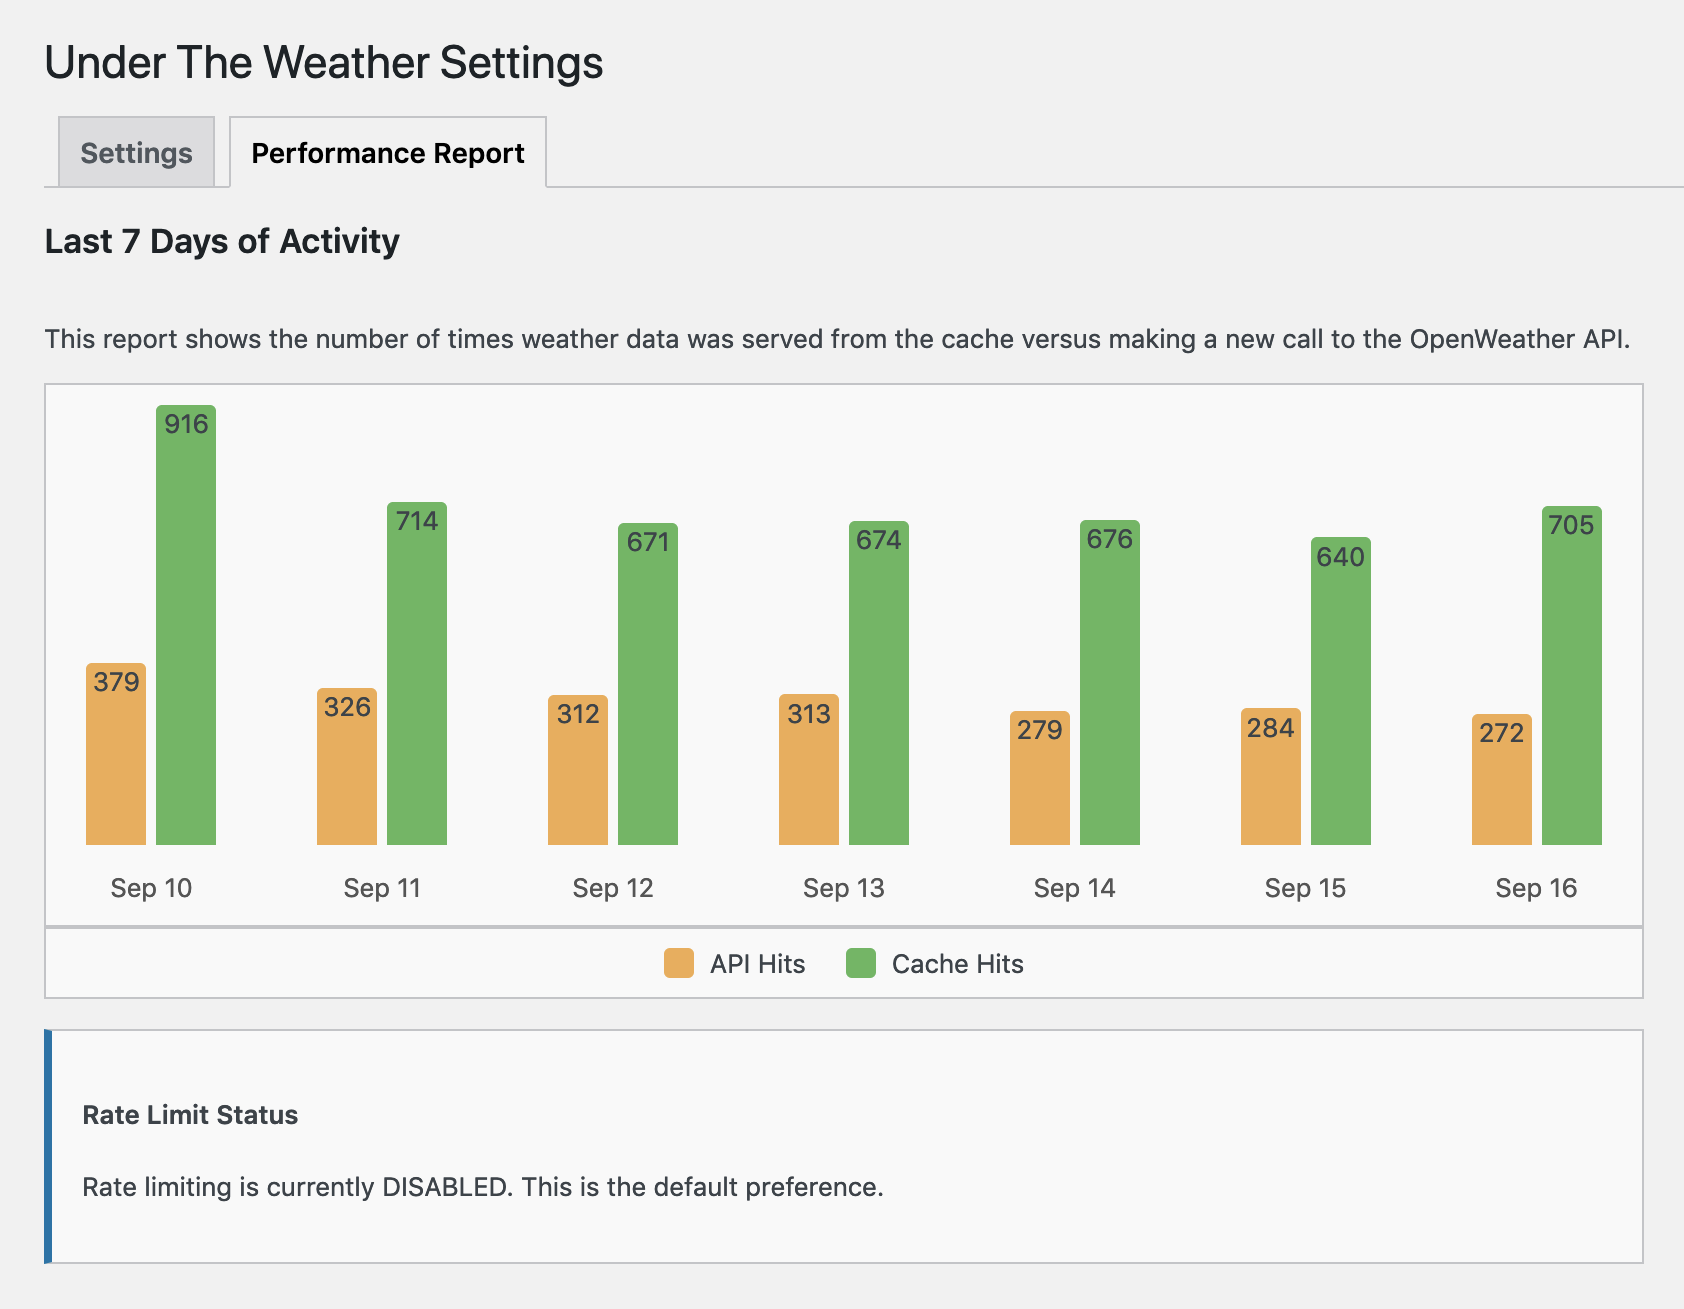 Under The Weather Settings
Settings
Performance Report
Last 7 Days of Activity
This report shows the number of times weather data was served from the cache versus making a new call to the OpenWeather API.
379 916
326 714
312 671
313 674
279 676
284 640
272 705
Sep 10 Sep 11 Sep 12 Sep 13 Sep 14 Sep 15 Sep 16
API Hits Cache Hits
Rate Limit Status
Rate limiting is currently DISABLED. This is the default preference.